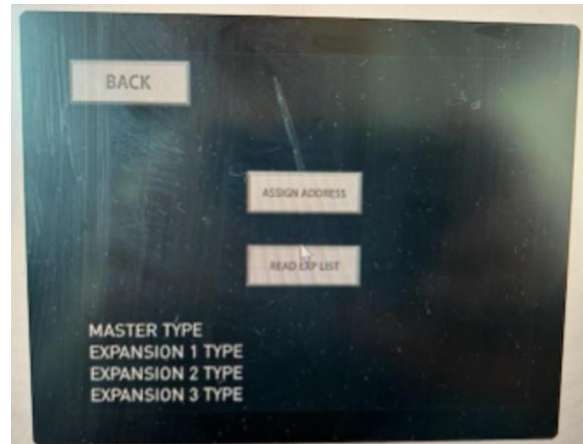 BACK
ASSIGN ADDRESS
READ EXP LIST
MASTER TYPE
EXPANSION 1 TYPE
EXPANSION 2 TYPE
EXPANSION 3 TYPE